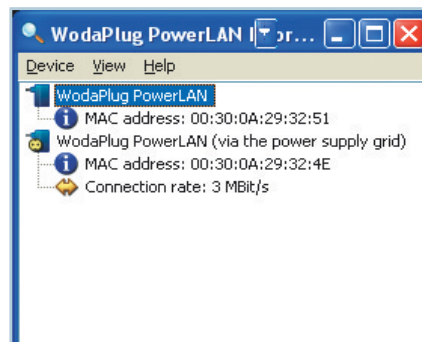 WodaPlug PowerLAN I or...
Device View Help
WodaPlug PowerLAN
MAC address: 00:30:0A:29:32:51
WodaPlug PowerLAN (via the power supply grid)
MAC address: 00:30:0A:29:32:4E
Connection rate: 3 MBit/s